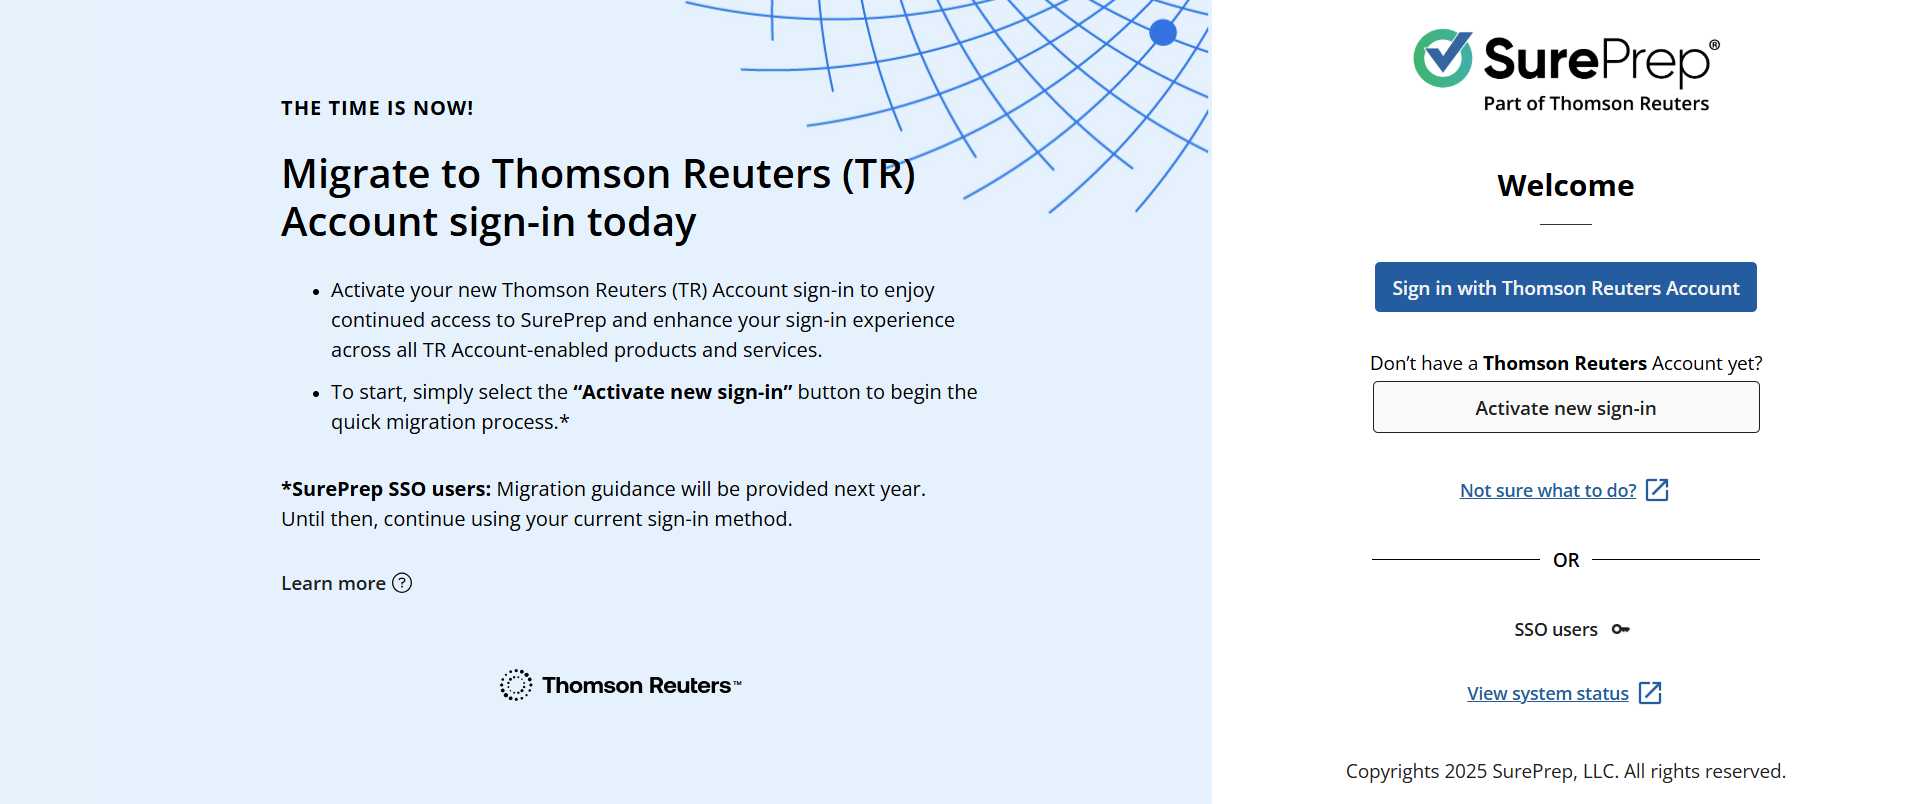 THE TIME IS NOW!
Migrate to Thomson Reuters (TR)
Account sign-in today
• Activate your new Thomson Reuters (TR) Account sign-in to enjoy
continued access to SurePrep and enhance your sign-in experience
across all TR Account-enabled products and services.
• To start, simply select the “Activate new sign-in” button to begin the
quick migration process.*
*SurePrep SSO users: Migration guidance will be provided next year.
Until then, continue using your current sign-in method.
Learn more ?
Thomson Reuters™
SurePrep®
Part of Thomson Reuters
Welcome
Sign in with Thomson Reuters Account
Don’t have a Thomson Reuters Account yet?
Activate new sign-in
Not sure what to do?
OR
SSO users
View system status
Copyrights 2025 SurePrep, LLC. All rights reserved.